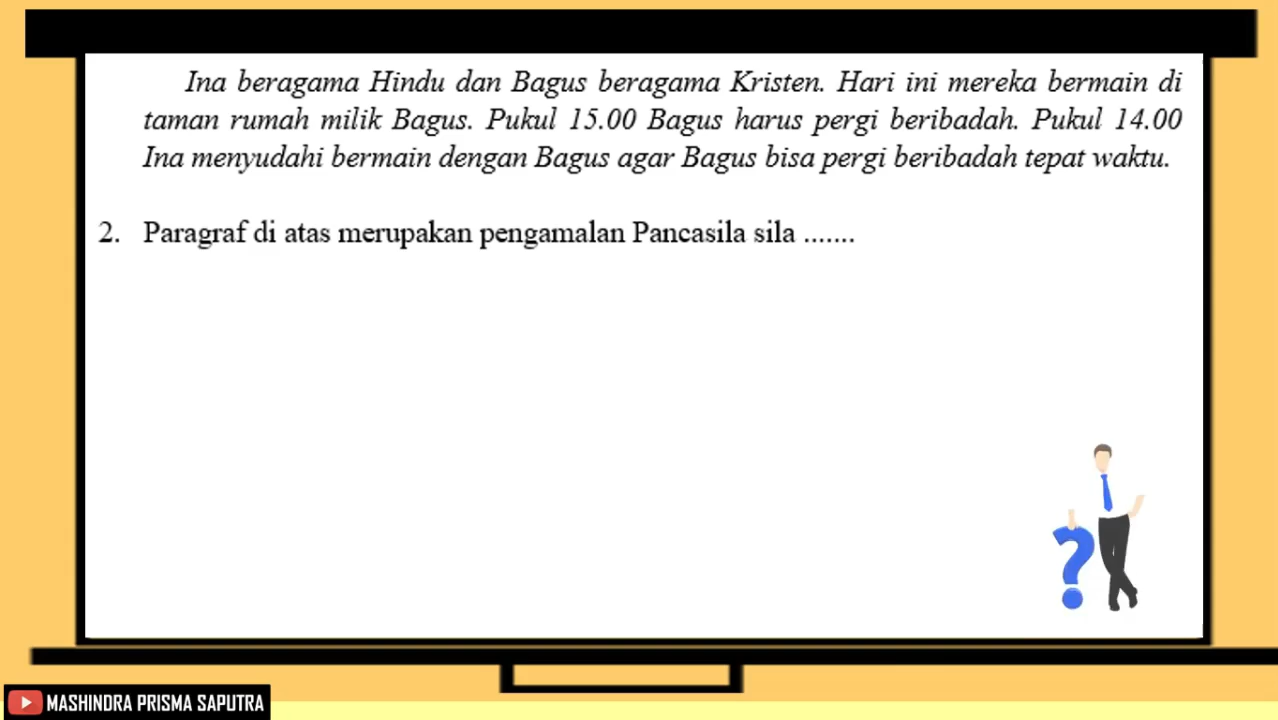 Ina beragama Hindu dan Bagus beragama Kristen. Hari ini mereka bermain di
taman rumah milik Bagus. Pukul 15.00 Bagus harus pergi beribadah. Pukul 14.00
Ina menyudahi bermain dengan Bagus agar Bagus bisa pergi beribadah tepat waktu.
2. Paragraf di atas merupakan pengamalan Pancasila sila .......
MASHINDRA PRISMA SAPUTRA